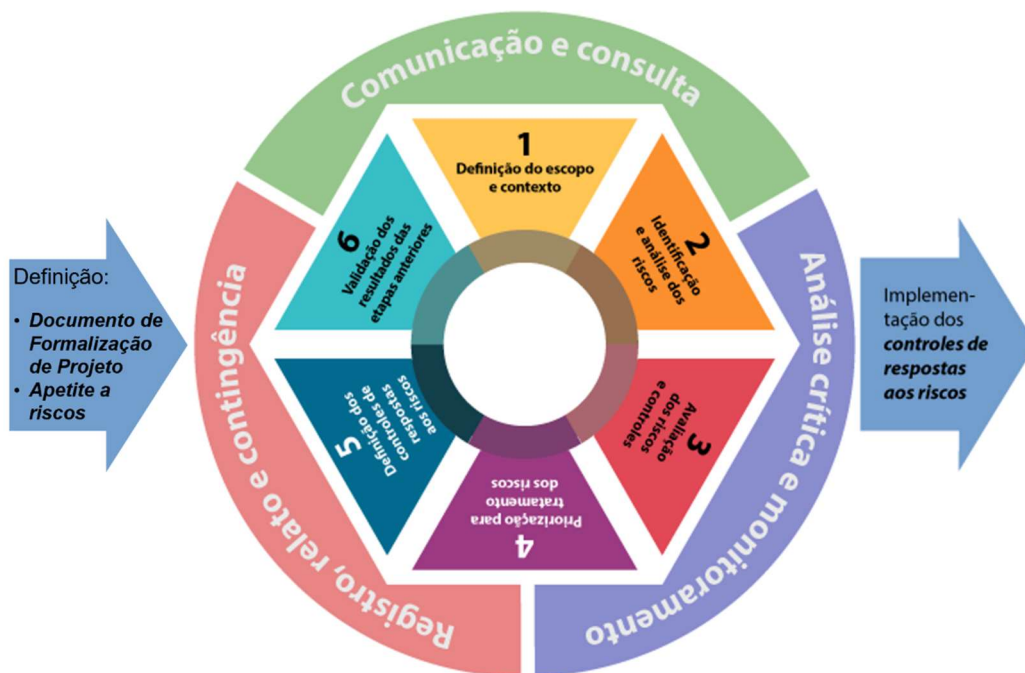 Comunicação e consulta
Definição:
• Documento de
Formalização
de Projeto
• Apetite a
riscos
1
Definição do escopo
e contexto
2
Identificação
e análise dos
riscos
3
Avaliação
dos riscos
e controles
4
Priorização para
tratamento
dos riscos
5
Definição dos
controles de
respostas
aos riscos
6
Validação dos
resultados das
etapas anteriores
Análise crítica e monitoramento
Registro, relato e contingência
Implemen-
tação dos
controles de
respostas
aos riscos